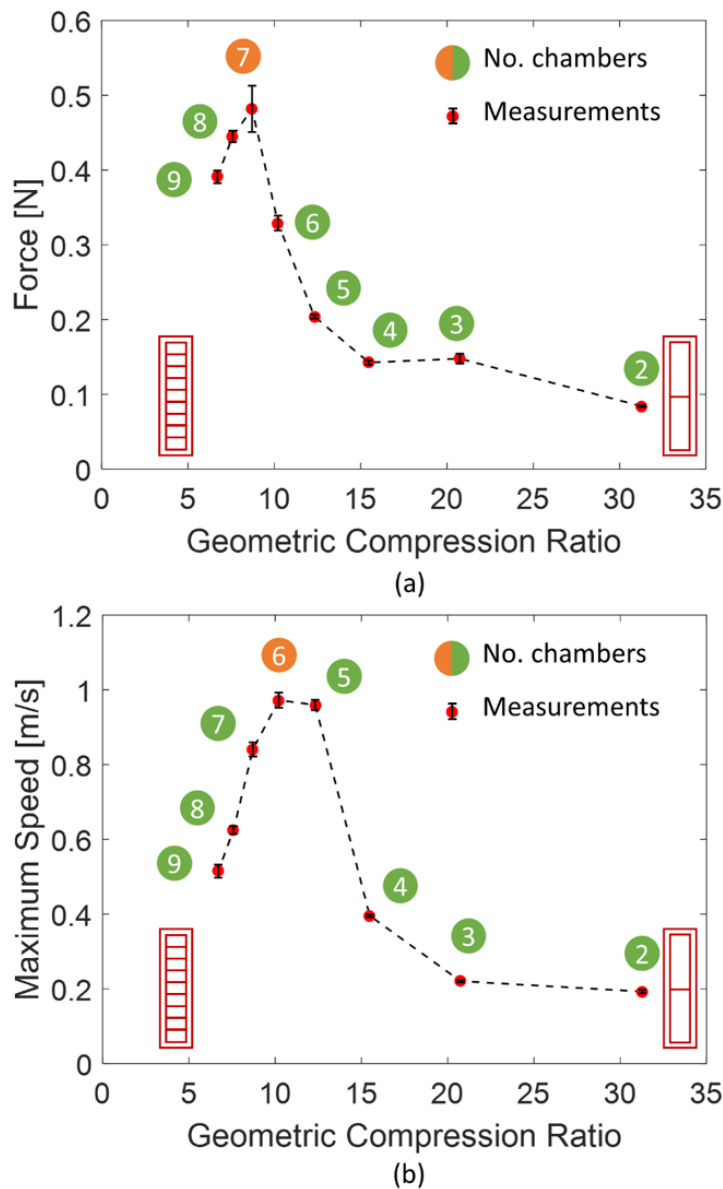 0.6
0.5
0.4
0.3
0.2
0.1
0
Force [N]
7
8
9
6
5
4
3
2
No. chambers
Measurements
0 5 10 15 20 25 30 35
Geometric Compression Ratio
(a)
1.2
1
0.8
0.6
0.4
0.2
0
Maximum Speed [m/s]
6
5
7
8
9
4
3
2
No. chambers
Measurements
0 5 10 15 20 25 30 35
Geometric Compression Ratio
(b)